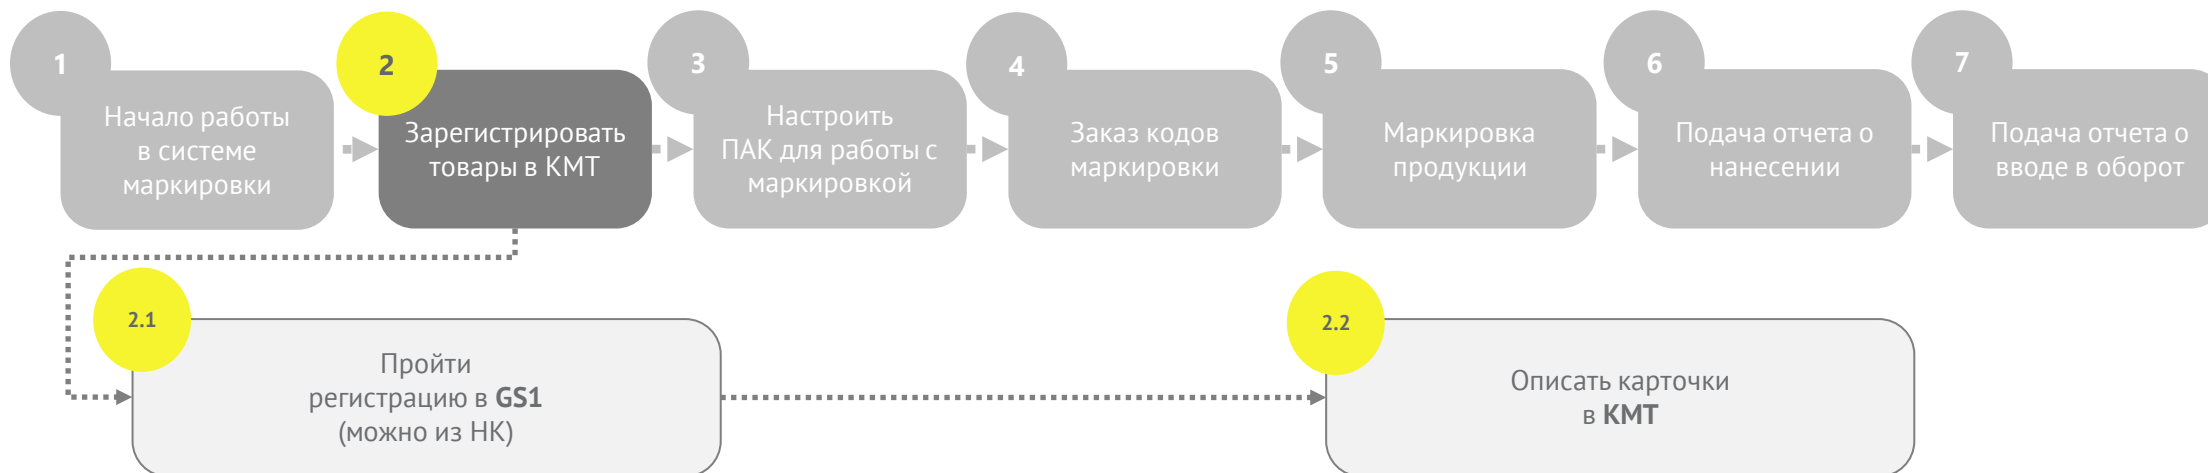 1
Начало работы
в системе
маркировки
2
Зарегистрировать
товары в КМТ
3
Настроить
ПАК для работы с
маркировкой
4
Заказ кодов
маркировки
5
Маркировка
продукции
6
Подача отчета о
нанесении
7
Подача отчета о
вводе в оборот
2.1
Пройти
регистрацию в GS1
(можно из НК)
2.2
Описать карточки
в КМТ